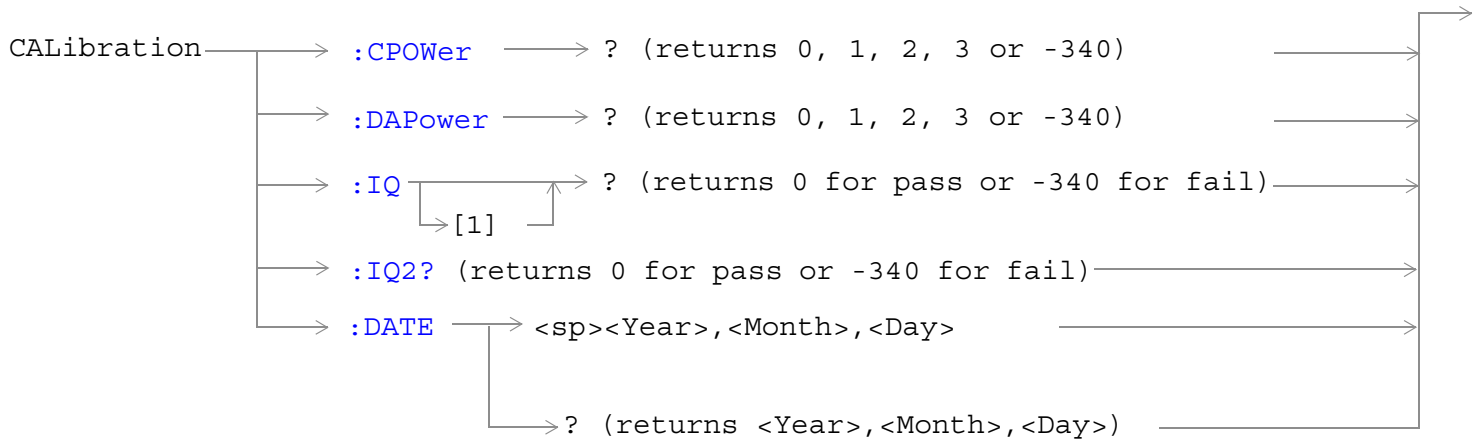 CALibration :CPOWer ? (returns 0, 1, 2, 3 or -340)
:DAPower ? (returns 0, 1, 2, 3 or -340)
:IQ ? (returns 0 for pass or -340 for fail)
[1]
:IQ2? (returns 0 for pass or -340 for fail)
:DATE <sp><Year>,<Month>,<Day>
? (returns <Year>,<Month>,<Day>)